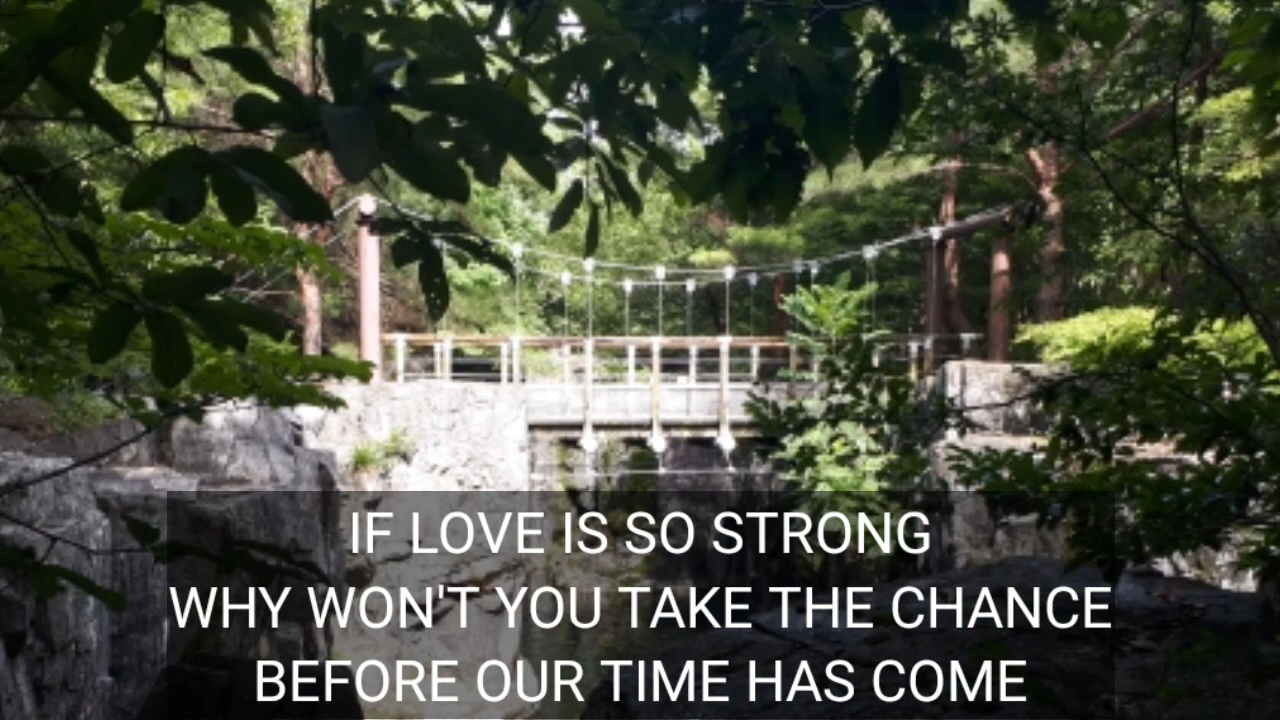 IF LOVE IS SO STRONG
WHY WON'T YOU TAKE THE CHANCE
BEFORE OUR TIME HAS COME